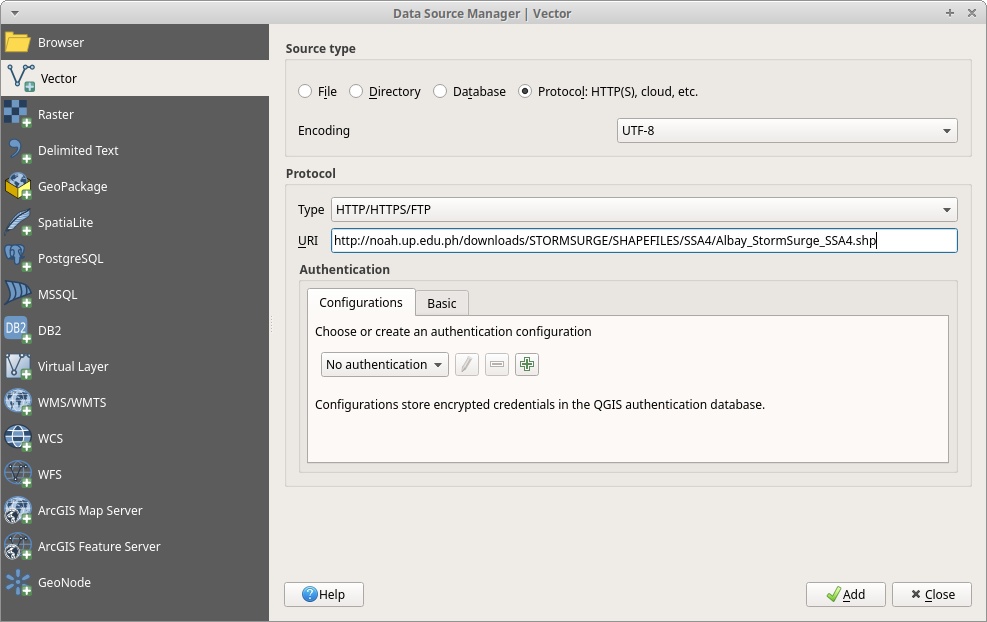 Data Source Manager | Vector
Browser
Vector
Raster
Delimited Text
GeoPackage
SpatiaLite
PostgreSQL
MSSQL
DB2 DB2
Virtual Layer
WMS/WMTS
WCS
WFS
ArcGIS Map Server
ArcGIS Feature Server
GeoNode
Source type
File Directory Database Protocol: HTTP(S), cloud, etc.
Encoding UTF-8
Protocol
Type HTTP/HTTPS/FTP
URI http://noah.up.edu.ph/downloads/STORMSURGE/SHAPEFILES/SSA4/Albay_StormSurge_SSA4.shp
Authentication
Configurations Basic
Choose or create an authentication configuration
No authentication
Configurations store encrypted credentials in the QGIS authentication database.
Help Add Close